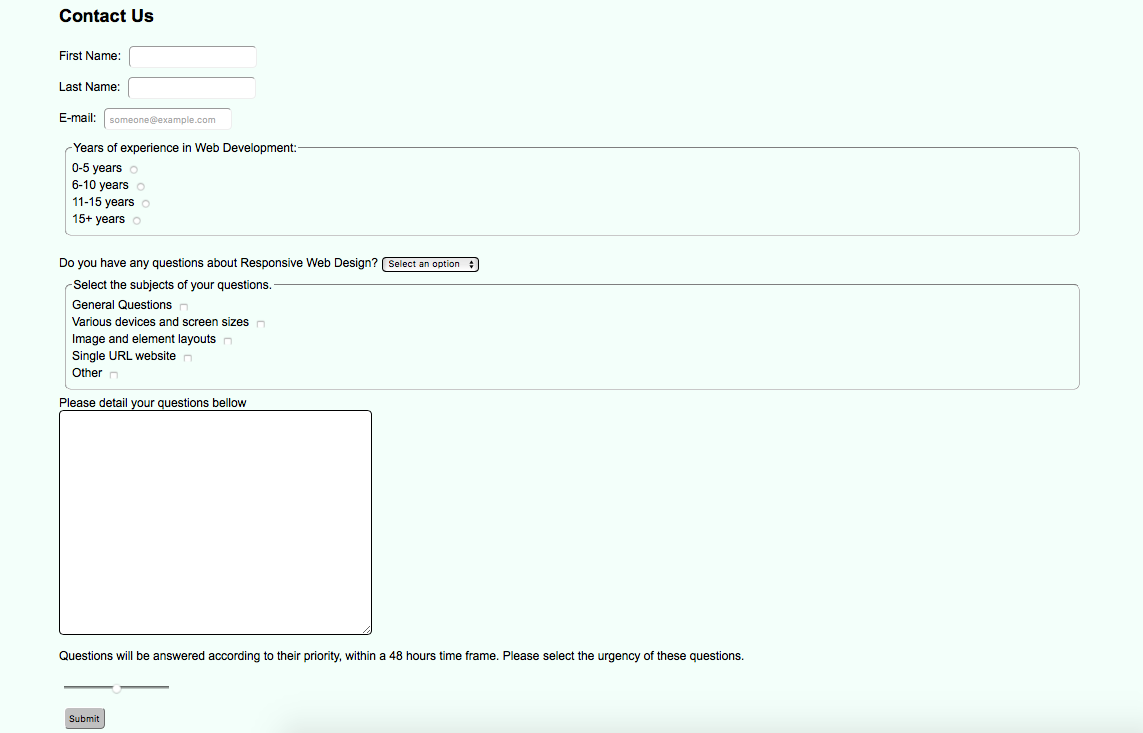 Contact Us
First Name:
Last Name:
E-mail: someone@example.com
Years of experience in Web Development:
0-5 years
6-10 years
11-15 years
15+ years
Do you have any questions about Responsive Web Design? Select an option
Select the subjects of your questions.
General Questions
Various devices and screen sizes
Image and element layouts
Single URL website
Other
Please detail your questions bellow
Questions will be answered according to their priority, within a 48 hours time frame. Please select the urgency of these questions.
Submit